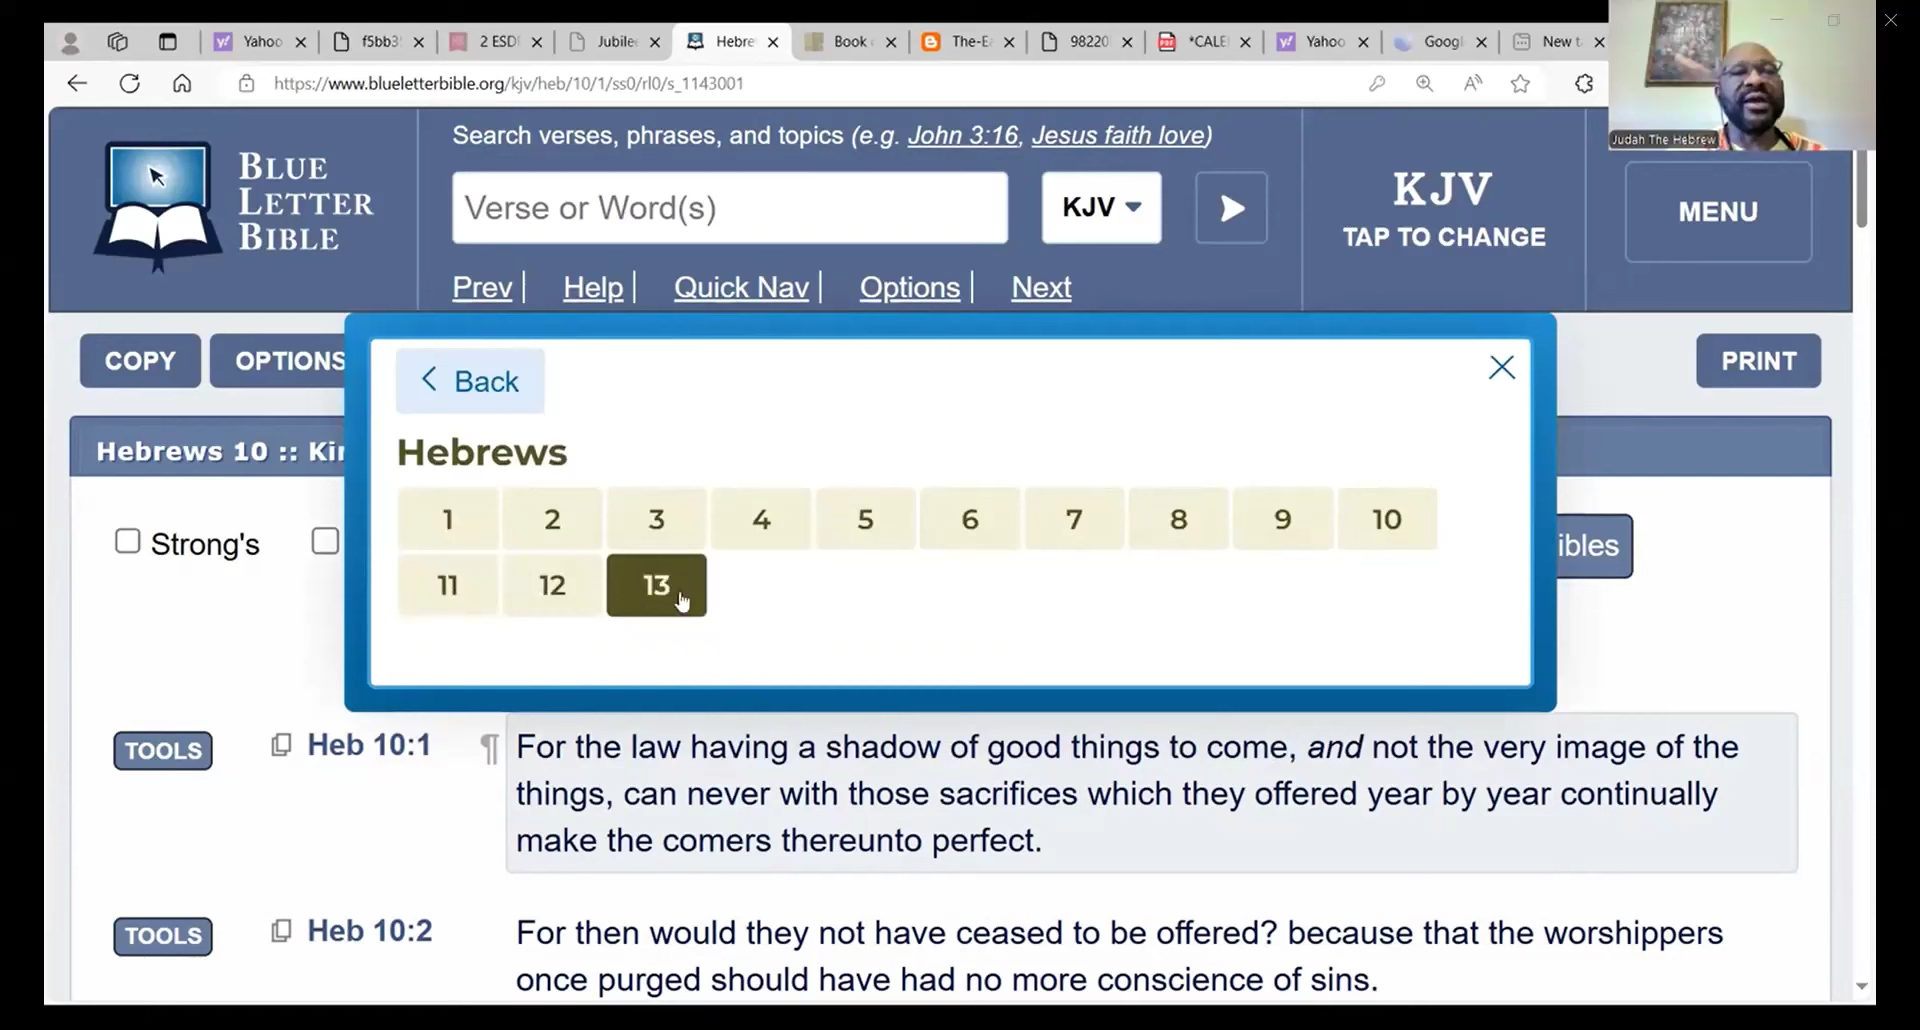 Yahoo
f5bb3
2 ESD
Jubile
Hebre
Book
The-E
98220
*CALE
Yahoo
Googl
New t
https://www.blueletterbible.org/kjv/heb/10/1/ss0/rl0/s_1143001
Judah The Hebrew
BLUE
LETTER
BIBLE
Search verses, phrases, and topics (e.g. John 3:16, Jesus faith love)
Verse or Word(s)
KJV
KJV
TAP TO CHANGE
MENU
Prev | Help | Quick Nav | Options | Next
COPY
OPTIONS
PRINT
Back
Hebrews 10 :: Kin
Hebrews
1 2 3 4 5 6 7 8 9 10
11 12 13
Strong's
ibles
TOOLS
Heb 10:1
¶ For the law having a shadow of good things to come, and not the very image of the
things, can never with those sacrifices which they offered year by year continually
make the comers thereunto perfect.
TOOLS
Heb 10:2
For then would they not have ceased to be offered? because that the worshippers
once purged should have had no more conscience of sins.